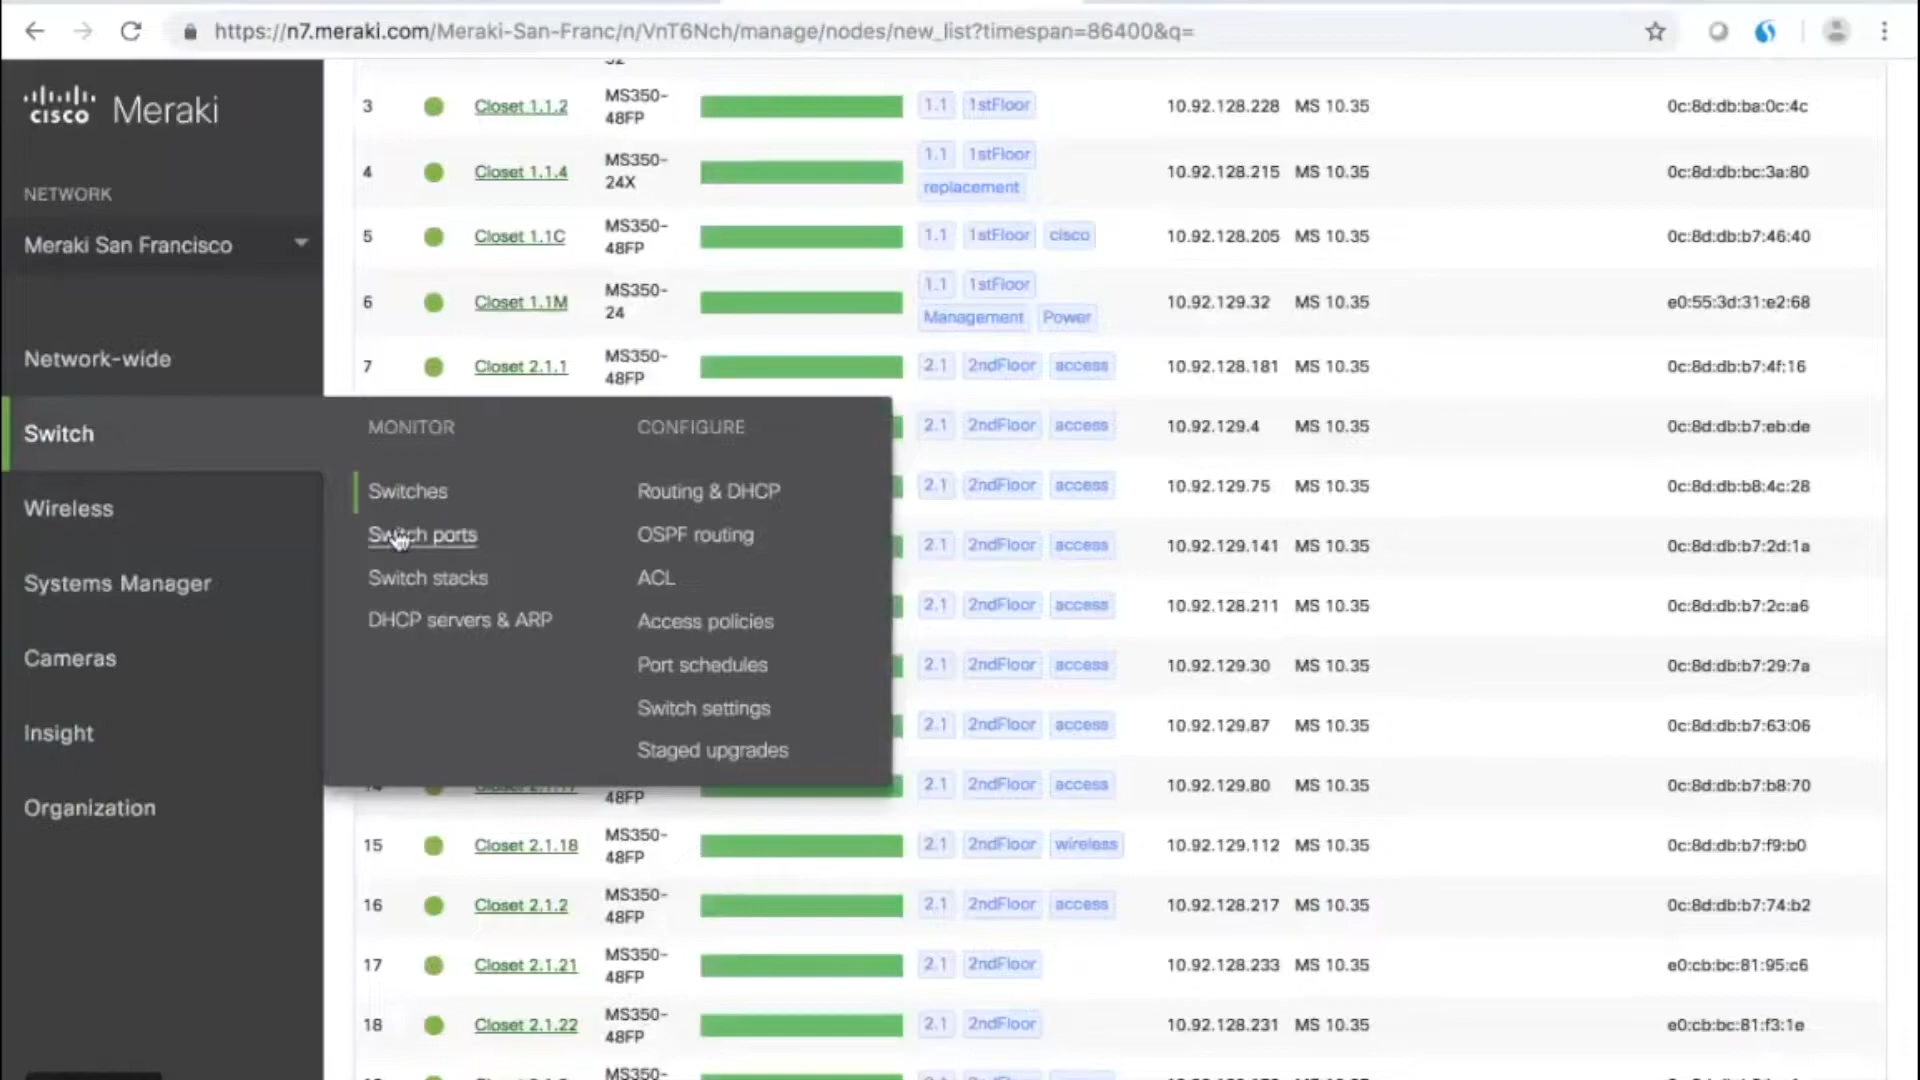 https://n7.meraki.com/Meraki-San-Franc/n/VnT6Nch/manage/nodes/new_list?timespan=86400&q=
cisco Meraki
NETWORK
Meraki San Francisco
Network-wide
Switch
Wireless
Systems Manager
Cameras
Insight
Organization
MONITOR
Switches
Switch ports
Switch stacks
DHCP servers & ARP
CONFIGURE
Routing & DHCP
OSPF routing
ACL
Access policies
Port schedules
Switch settings
Staged upgrades
3 Closet 1.1.2 MS350-48FP 1.1 1stFloor 10.92.128.228 MS 10.35 0c:8d:db:ba:0c:4c
4 Closet 1.1.4 MS350-24X 1.1 1stFloor replacement 10.92.128.215 MS 10.35 0c:8d:db:bc:3a:80
5 Closet 1.1C MS350-48FP 1.1 1stFloor cisco 10.92.128.205 MS 10.35 0c:8d:db:b7:46:40
6 Closet 1.1M MS350-24 1.1 1stFloor Management Power 10.92.129.32 MS 10.35 e0:55:3d:31:e2:68
7 Closet 2.1.1 MS350-48FP 2.1 2ndFloor access 10.92.128.181 MS 10.35 0c:8d:db:b7:4f:16
2.1 2ndFloor access 10.92.129.4 MS 10.35 0c:8d:db:b7:eb:de
2.1 2ndFloor access 10.92.129.75 MS 10.35 0c:8d:db:b8:4c:28
2.1 2ndFloor access 10.92.129.141 MS 10.35 0c:8d:db:b7:2d:1a
2.1 2ndFloor access 10.92.128.211 MS 10.35 0c:8d:db:b7:2c:a6
2.1 2ndFloor access 10.92.129.30 MS 10.35 0c:8d:db:b7:29:7a
2.1 2ndFloor access 10.92.129.87 MS 10.35 0c:8d:db:b7:63:06
48FP 2.1 2ndFloor access 10.92.129.80 MS 10.35 0c:8d:db:b7:b8:70
15 Closet 2.1.18 MS350-48FP 2.1 2ndFloor wireless 10.92.129.112 MS 10.35 0c:8d:db:b7:f9:b0
16 Closet 2.1.2 MS350-48FP 2.1 2ndFloor access 10.92.128.217 MS 10.35 0c:8d:db:b7:74:b2
17 Closet 2.1.21 MS350-48FP 2.1 2ndFloor 10.92.128.233 MS 10.35 e0:cb:bc:81:95:c6
18 Closet 2.1.22 MS350-48FP 2.1 2ndFloor 10.92.128.231 MS 10.35 e0:cb:bc:81:f3:1e
MS350-